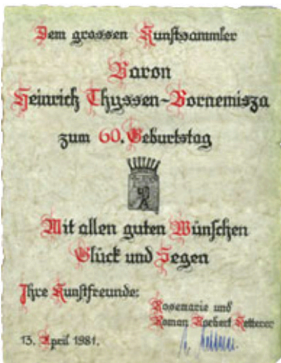 Dem grossen Kunstsammler
Baron
Heinrich Thyssen-Bornemisza
zum 60. Geburtstag
Mit allen guten Wünschen
Glück und Segen
Ihre Kunstfreunde:
Rosemarie und
Roman Norbert Ketterer
13. April 1981.